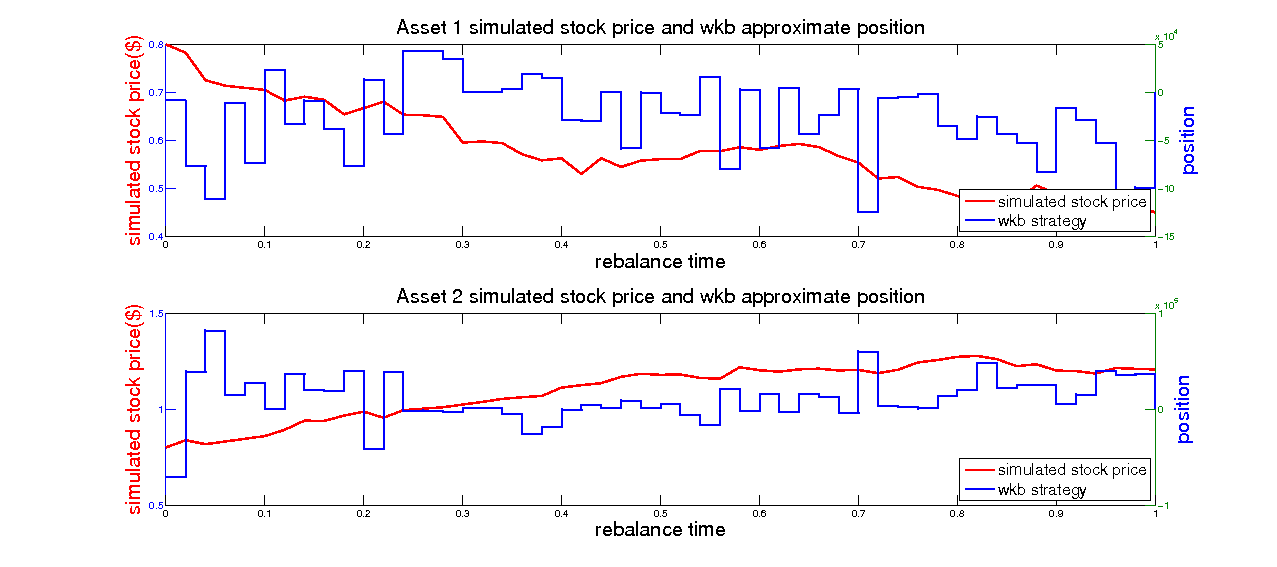 Asset 1 simulated stock price and wkb approximate position
simulated stock price($)
0.8
0.7
0.6
0.5
0.4
x 10^4
5
0
-5
-10
-15
position
simulated stock price
wkb strategy
0 0.1 0.2 0.3 0.4 0.5 0.6 0.7 0.8 0.9 1
rebalance time
Asset 2 simulated stock price and wkb approximate position
simulated stock price($)
1.5
1
0.5
1
0
-1
position
simulated stock price
wkb strategy
0 0.1 0.2 0.3 0.4 0.5 0.6 0.7 0.8 0.9 1
rebalance time